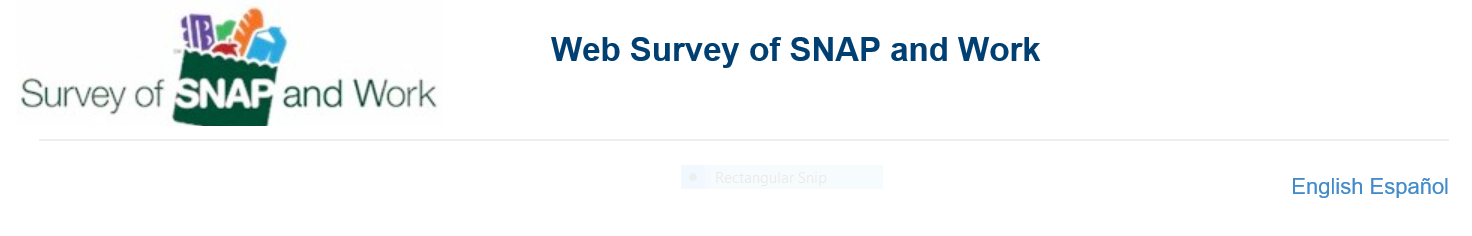 Survey of SNAP and Work
Web Survey of SNAP and Work
Rectangular Snip
English Español